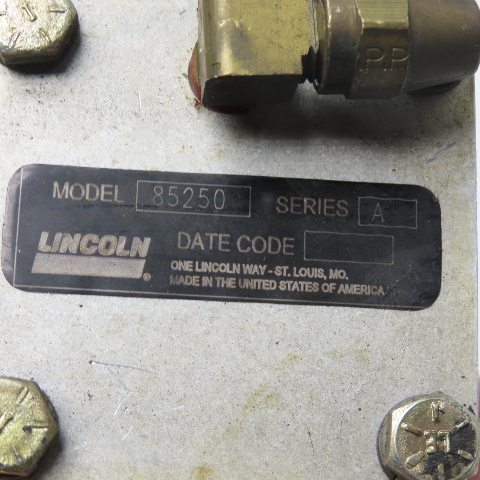 P.P
MODEL 85250 SERIES A
LINCOLN ® DATE CODE
ONE LINCOLN WAY - ST. LOUIS, MO.
MADE IN THE UNITED STATES OF AMERICA